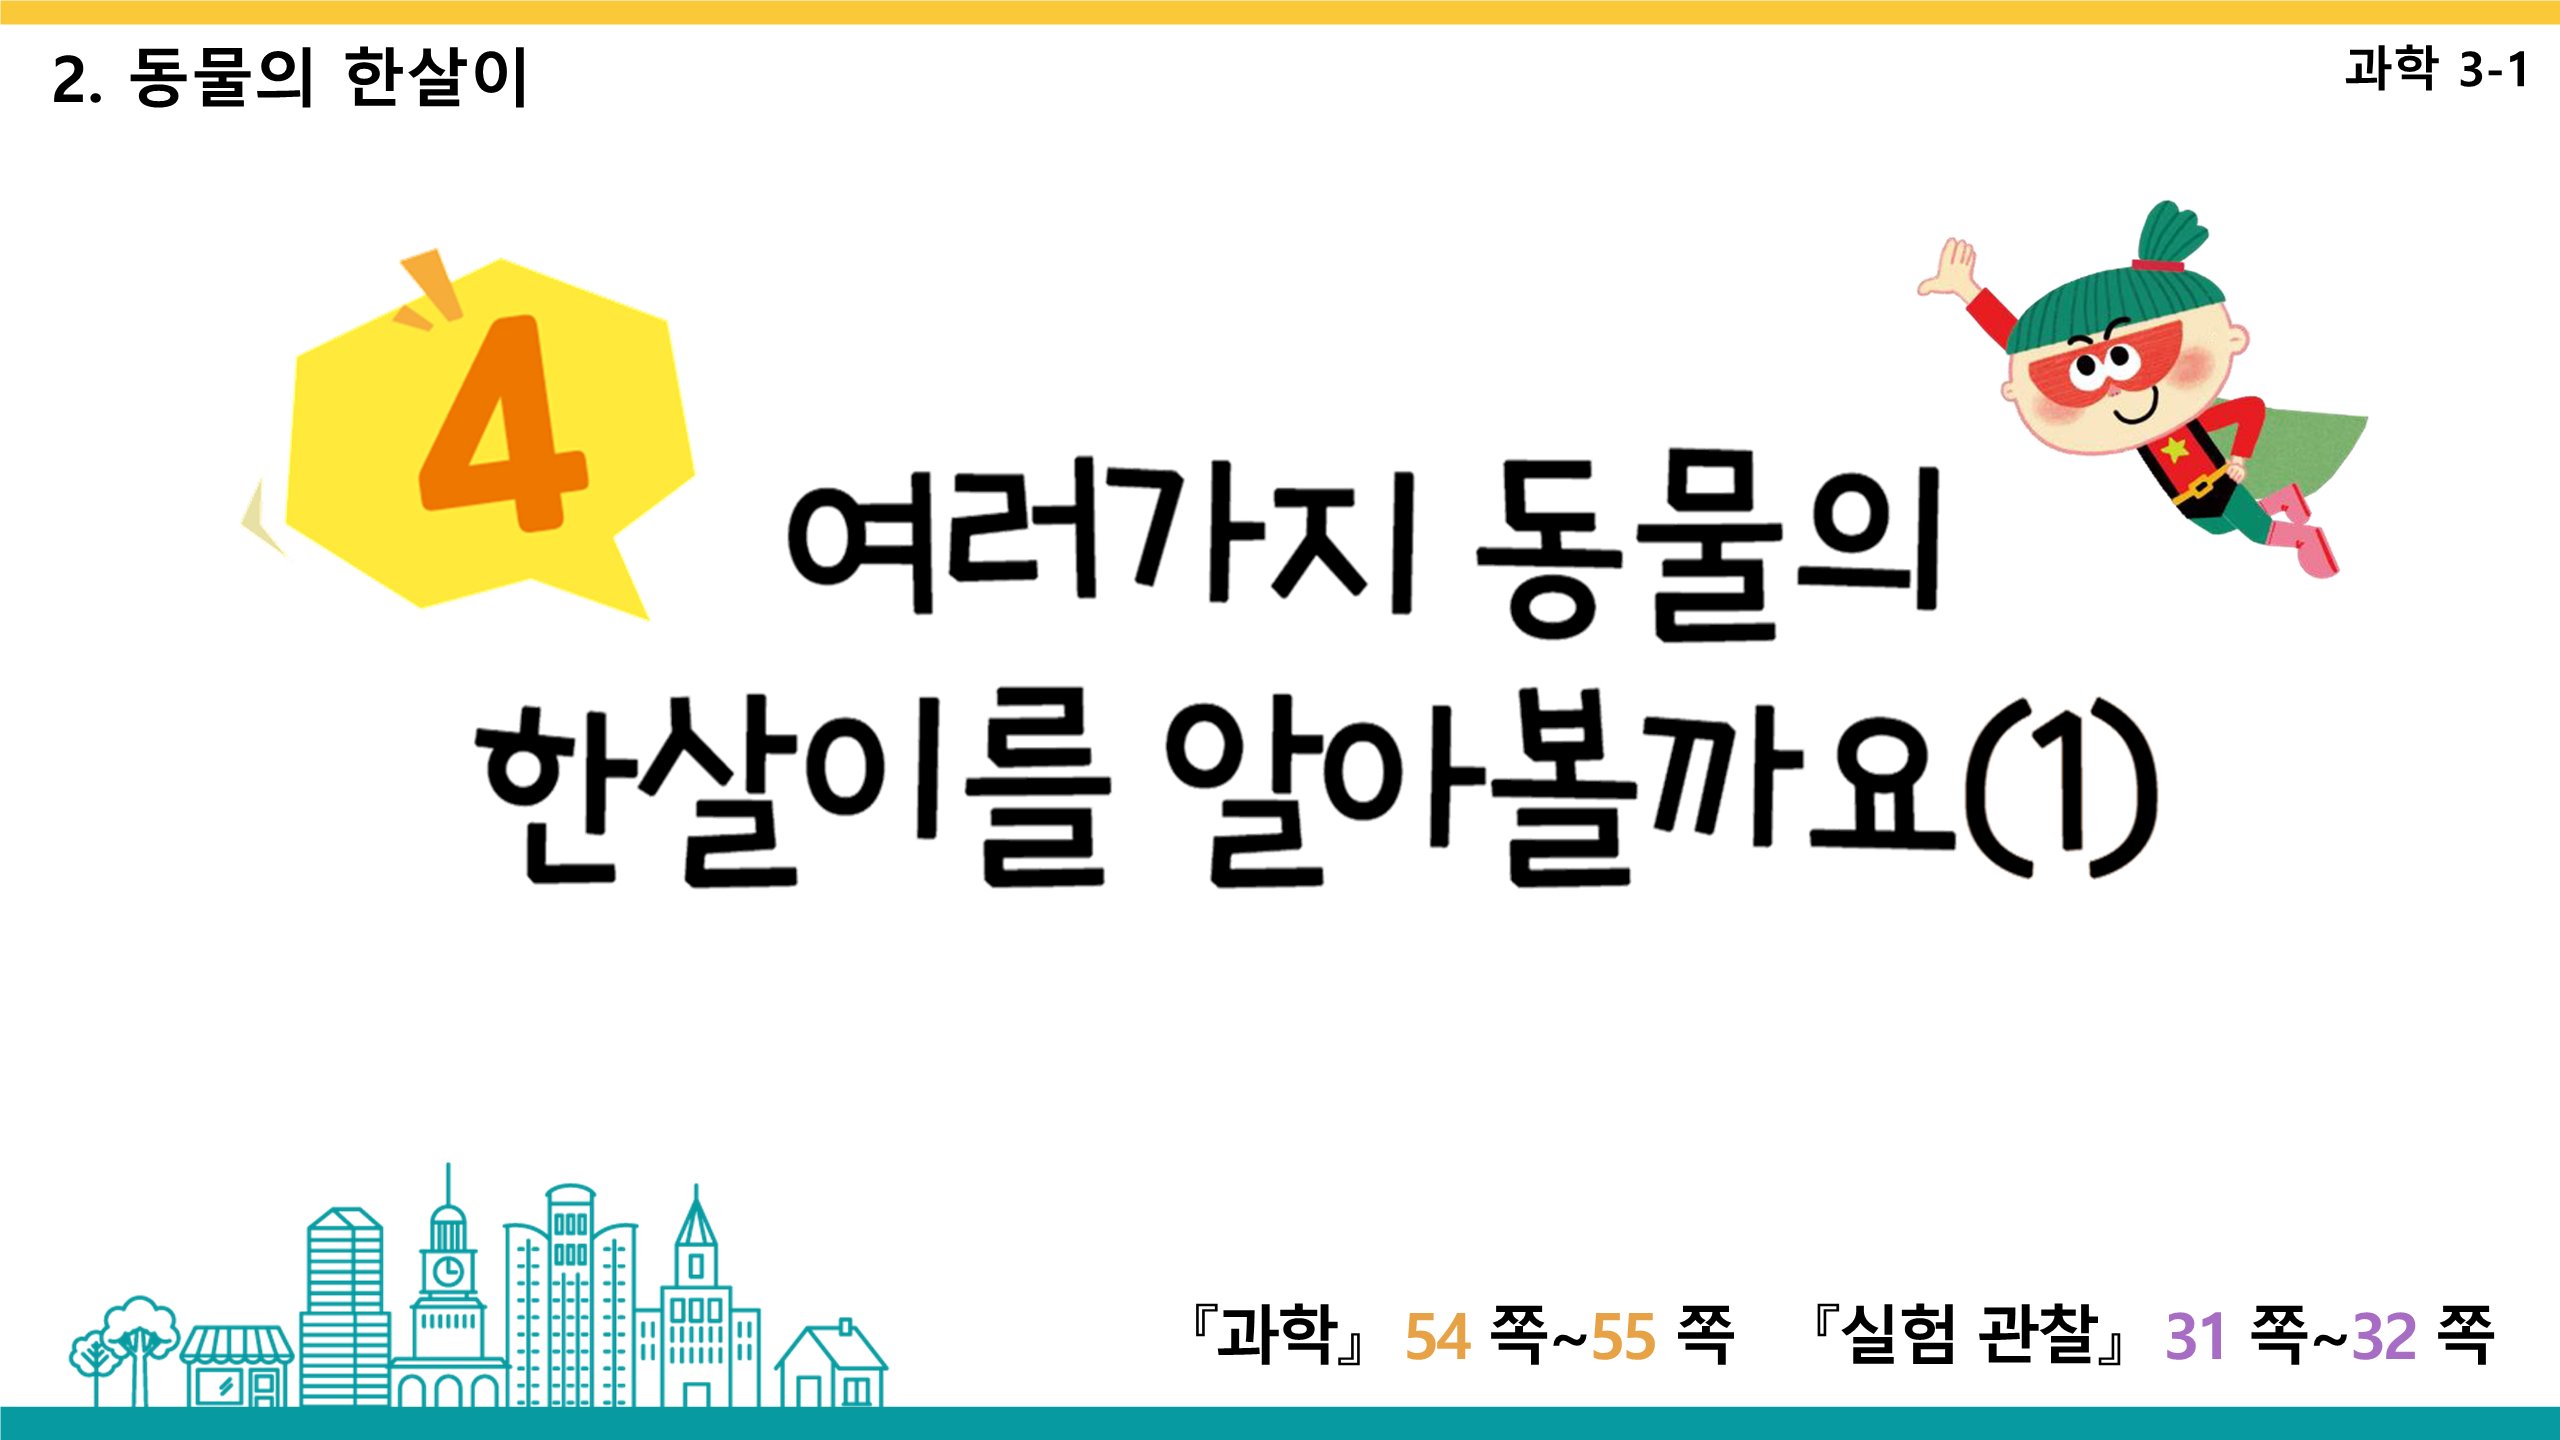 2. 동물의 한살이
과학 3-1
4
여러가지 동물의
한살이를 알아볼까요(1)
『과학』 54 쪽~55 쪽 『실험 관찰』 31 쪽~32 쪽